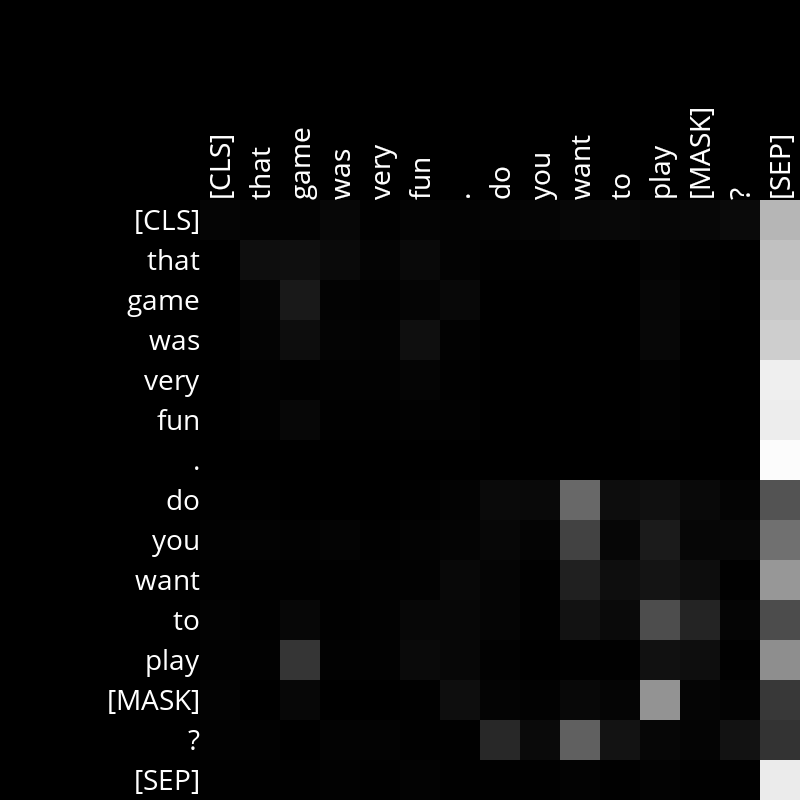 [CLS] that game was very fun . do you want to play [MASK] ? [SEP]
[CLS]
that
game
was
very
fun
.
do
you
want
to
play
[MASK]
?
[SEP]